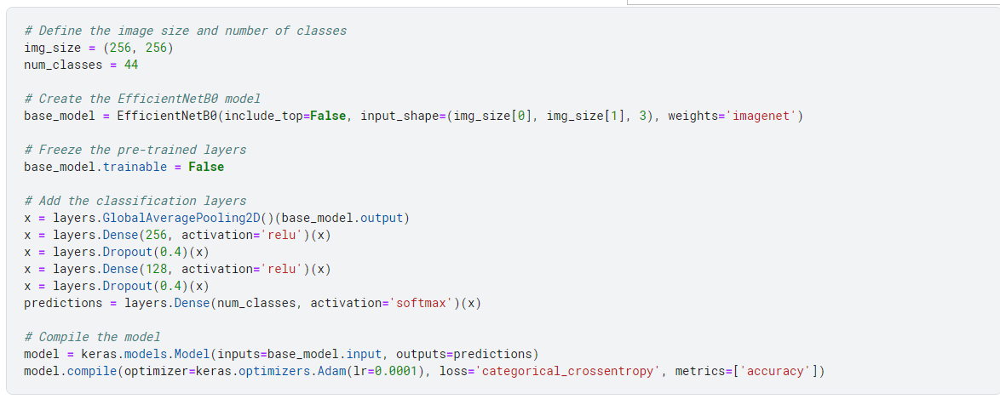 # Define the image size and number of classes
img_size = (256, 256)
num_classes = 44
# Create the EfficientNetB0 model
base_model = EfficientNetB0(include_top=False, input_shape=(img_size[0], img_size[1], 3), weights='imagenet')
# Freeze the pre-trained layers
base_model.trainable = False
# Add the classification layers
x = layers.GlobalAveragePooling2D()(base_model.output)
x = layers.Dense(256, activation='relu')(x)
x = layers.Dropout(0.4)(x)
x = layers.Dense(128, activation='relu')(x)
x = layers.Dropout(0.4)(x)
predictions = layers.Dense(num_classes, activation='softmax')(x)
# Compile the model
model = keras.models.Model(inputs=base_model.input, outputs=predictions)
model.compile(optimizer=keras.optimizers.Adam(lr=0.0001), loss='categorical_crossentropy', metrics=['accuracy'])